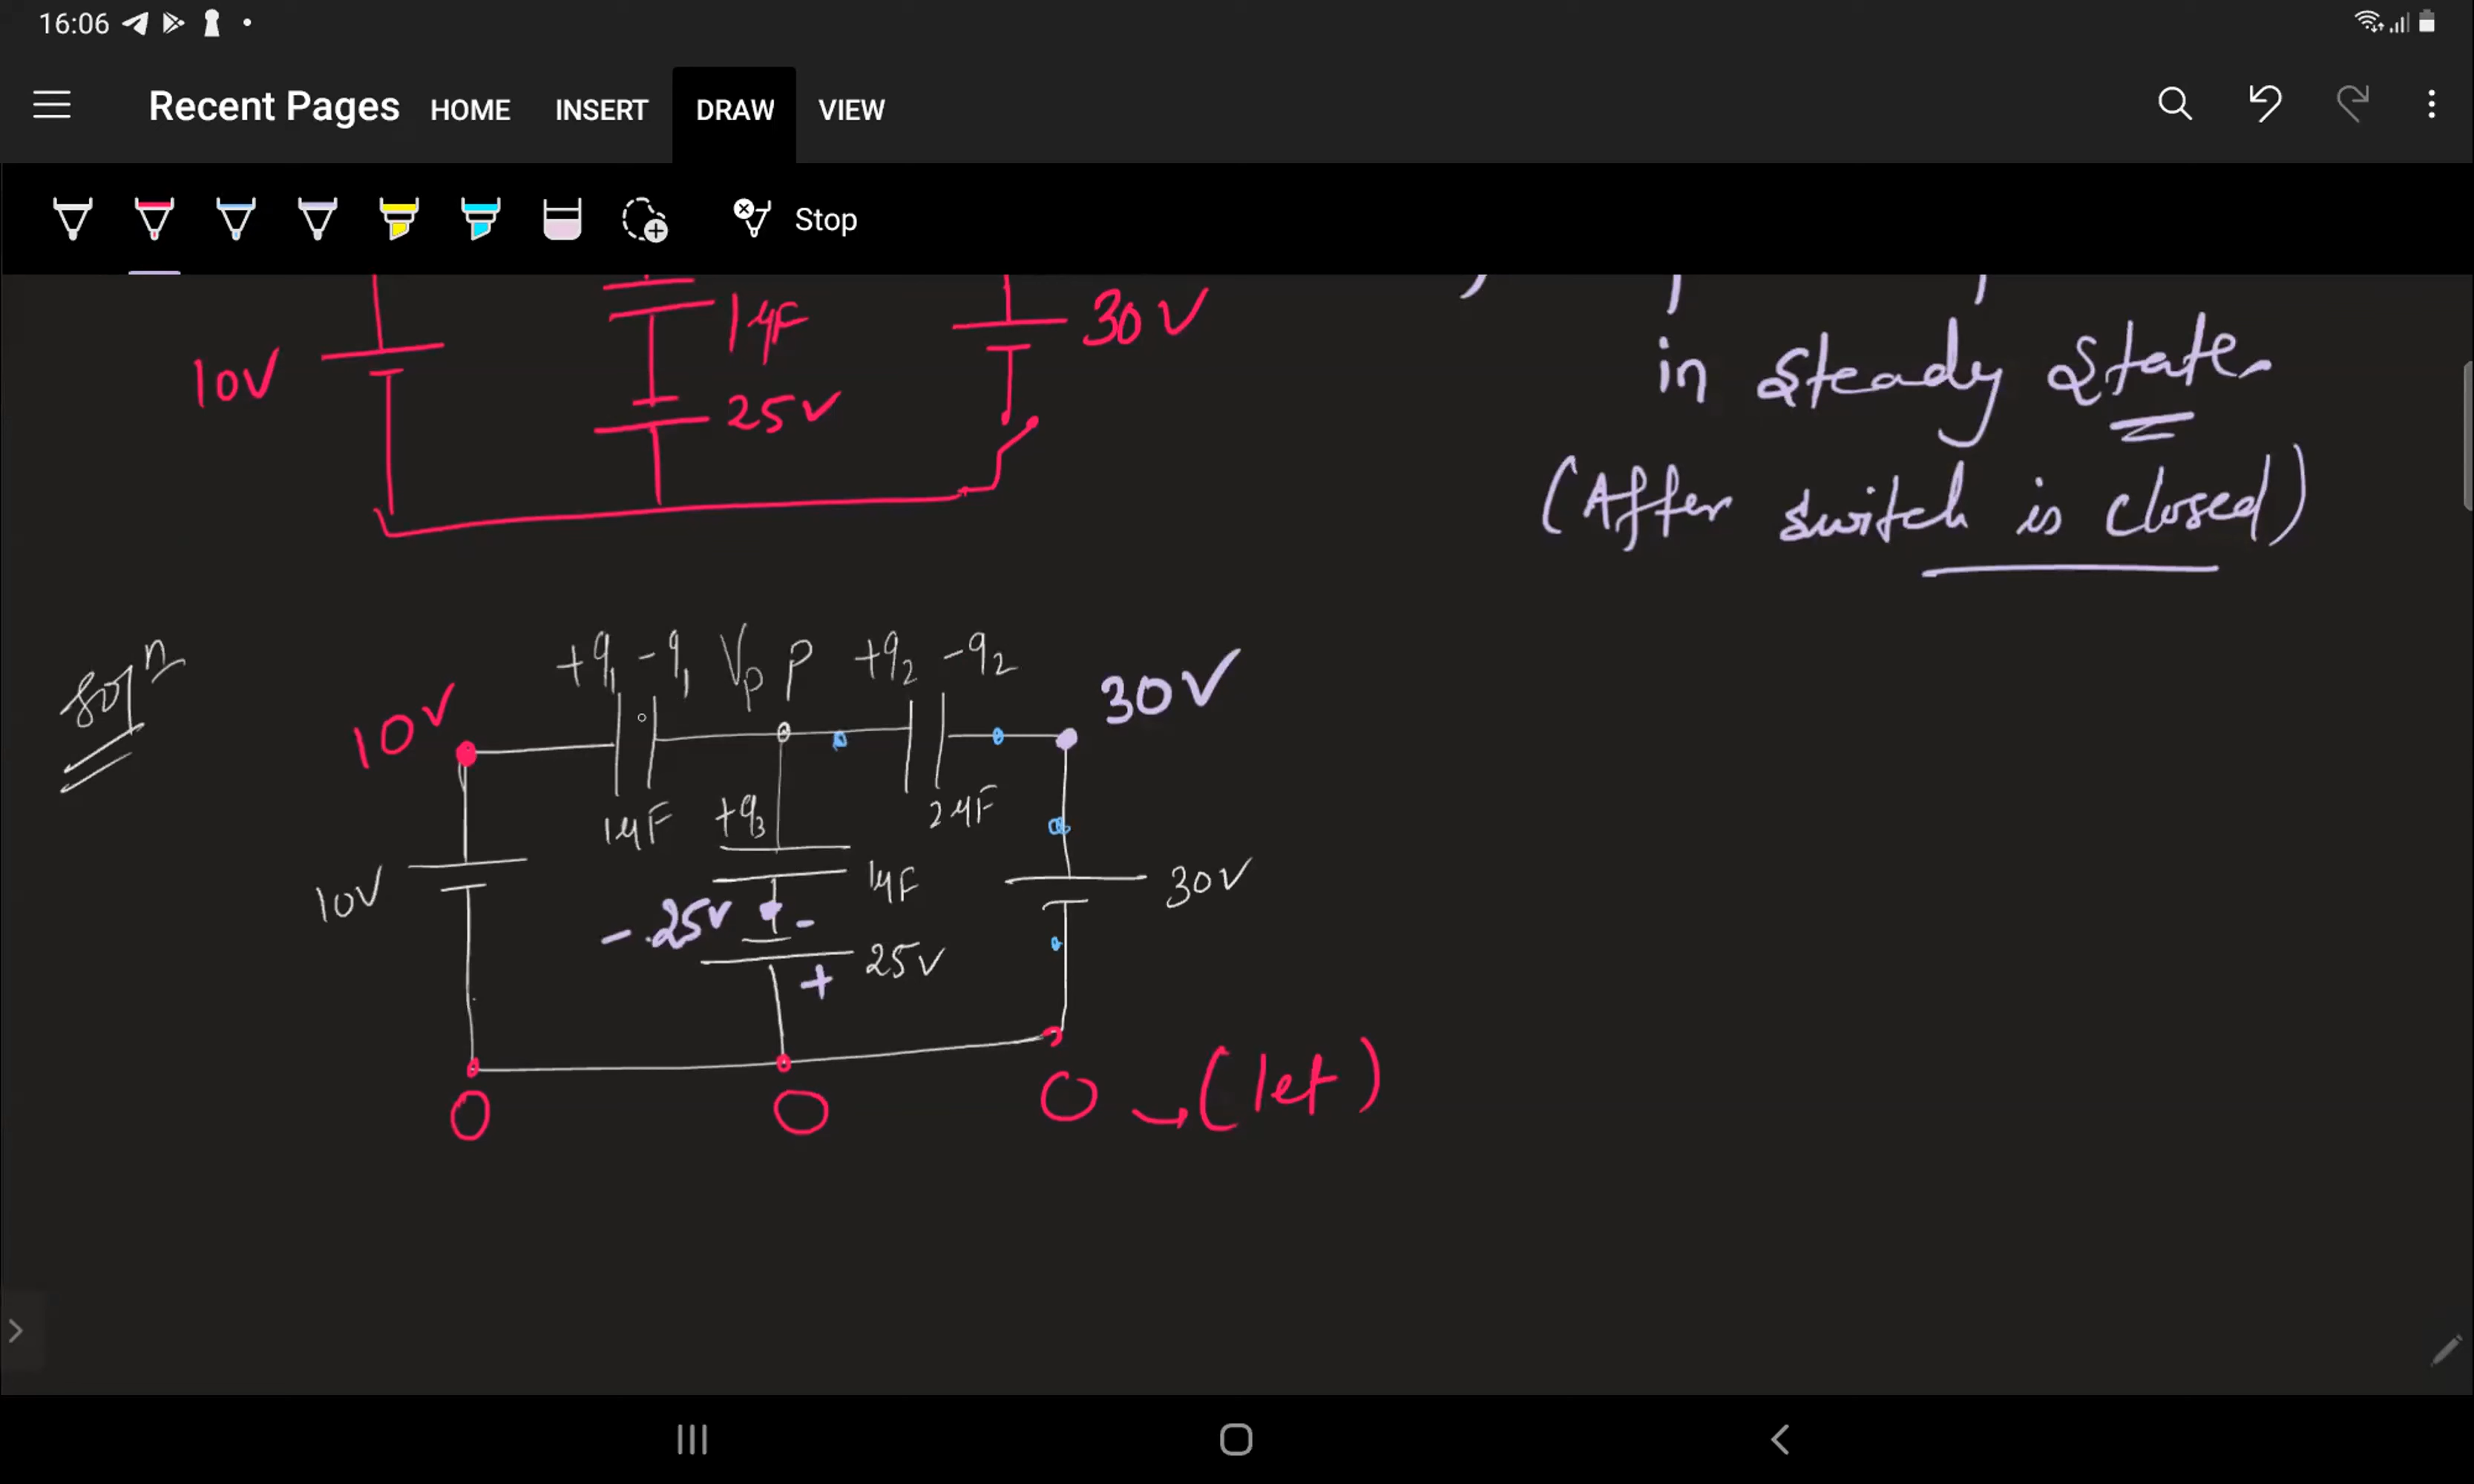 16:06
Recent Pages HOME INSERT DRAW VIEW
Stop
10V
1μF
25V
30V
in steady state.
(After switch is closed)
Solⁿ
+q₁ -q₁ Vₚ P +q₂ -q₂
10V
30V
1μF
+q₃
2μF
10V
1μF
30V
- 25V
-
25V
+
0 0 0 → (let)